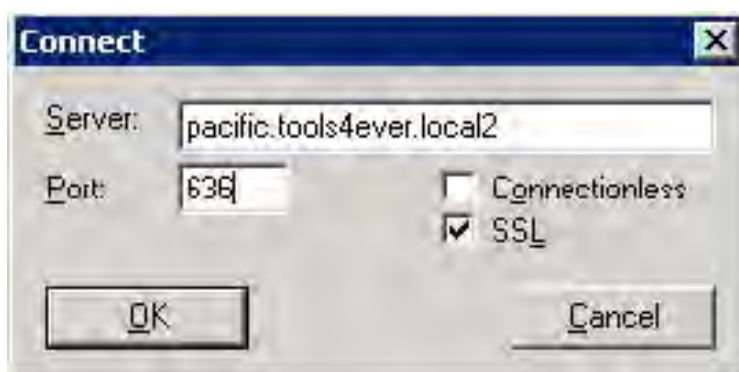 Connect
Server: pacific.tools4ever.local2
Port: 636 Connectionless
SSL
OK Cancel